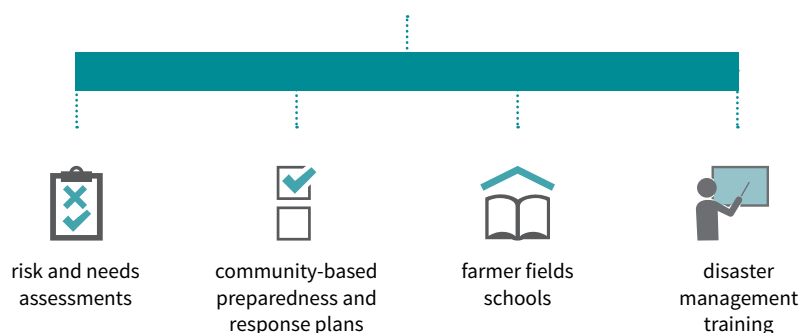 risk and needs
assessments
community-based
preparedness and
response plans
farmer fields
schools
disaster
management
training